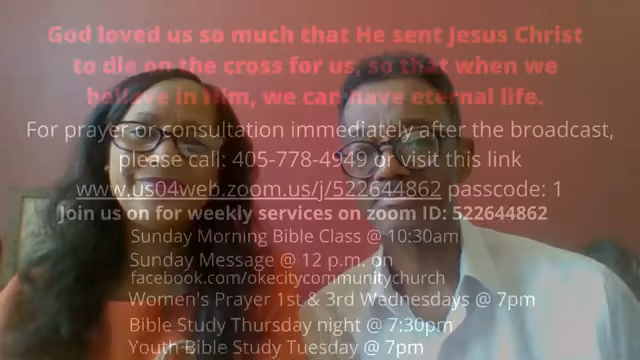 God loved us so much that He sent Jesus Christ
to die on the cross for us, so that when we
believe in Him, we can have eternal life.
For prayer or consultation immediately after the broadcast,
please call: 405-778-4949 or visit this link
www.us04web.zoom.us/j/522644862 passcode: 1
Join us on for weekly services on zoom ID: 522644862
Sunday Morning Bible Class @ 10:30am
Sunday Message @ 12 p.m. on
facebook.com/okecitycommunitychurch
Women's Prayer 1st & 3rd Wednesdays @ 7pm
Bible Study Thursday night @ 7:30pm
Youth Bible Study Tuesday @ 7pm